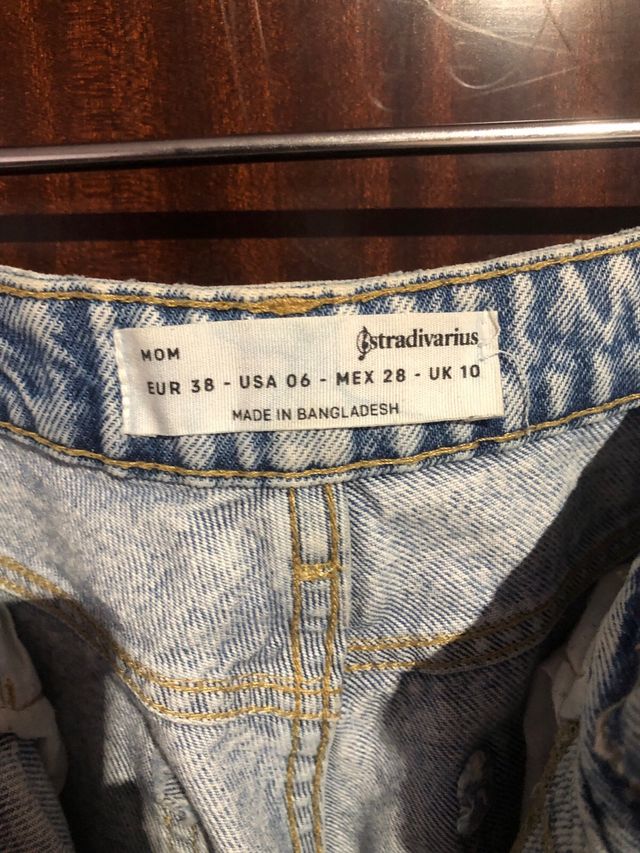 MOM
stradivarius
EUR 38 - USA 06 - MEX 28 - UK 10
MADE IN BANGLADESH